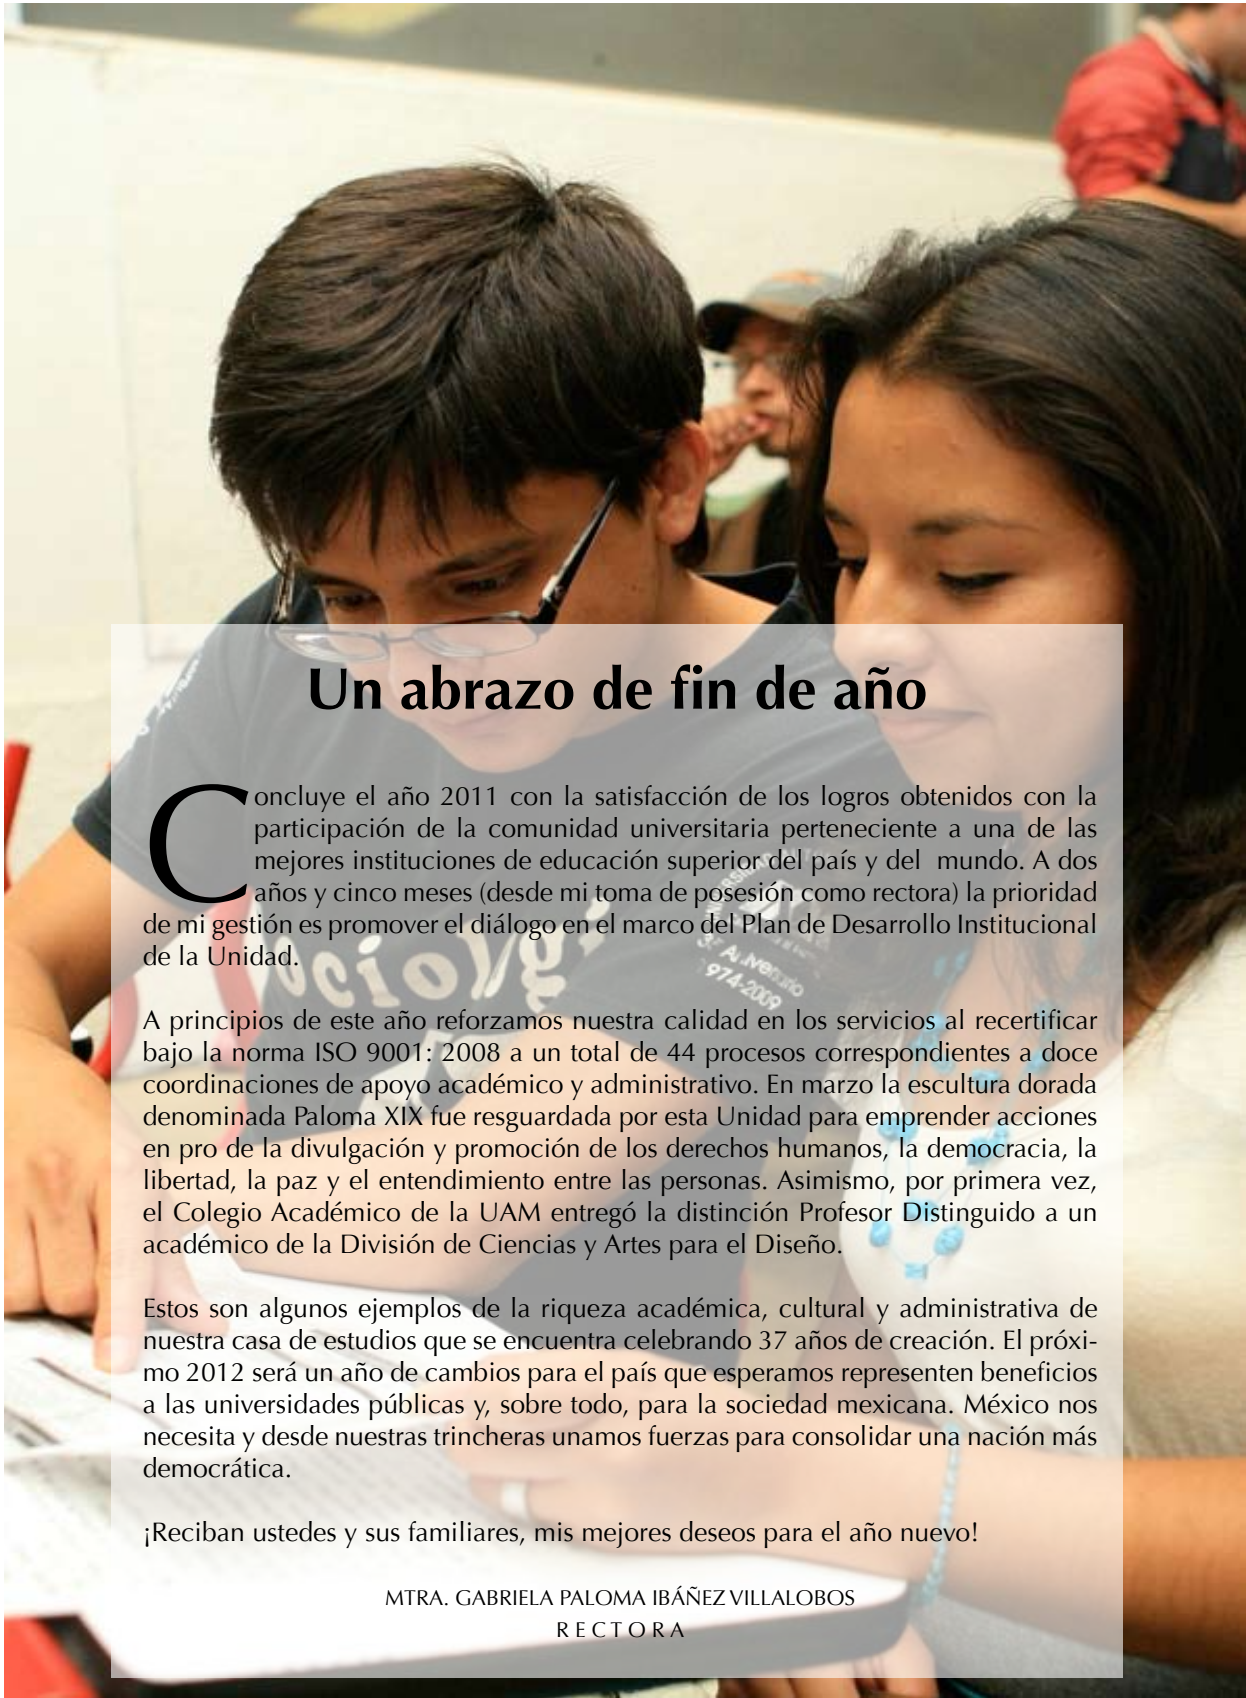 Un abrazo de fin de año
Concluye el año 2011 con la satisfacción de los logros obtenidos con la
participación de la comunidad universitaria perteneciente a una de las
mejores instituciones de educación superior del país y del mundo. A dos
años y cinco meses (desde mi toma de posesión como rectora) la prioridad
de mi gestión es promover el diálogo en el marco del Plan de Desarrollo Institucional
de la Unidad.
A principios de este año reforzamos nuestra calidad en los servicios al recertificar
bajo la norma ISO 9001: 2008 a un total de 44 procesos correspondientes a doce
coordinaciones de apoyo académico y administrativo. En marzo la escultura dorada
denominada Paloma XIX fue resguardada por esta Unidad para emprender acciones
en pro de la divulgación y promoción de los derechos humanos, la democracia, la
libertad, la paz y el entendimiento entre las personas. Asimismo, por primera vez,
el Colegio Académico de la UAM entregó la distinción Profesor Distinguido a un
académico de la División de Ciencias y Artes para el Diseño.
Estos son algunos ejemplos de la riqueza académica, cultural y administrativa de
nuestra casa de estudios que se encuentra celebrando 37 años de creación. El próxi-
mo 2012 será un año de cambios para el país que esperamos representen beneficios
a las universidades públicas y, sobre todo, para la sociedad mexicana. México nos
necesita y desde nuestras trincheras unamos fuerzas para consolidar una nación más
democrática.
¡Reciban ustedes y sus familiares, mis mejores deseos para el año nuevo!
MTRA. GABRIELA PALOMA IBÁÑEZ VILLALOBOS
RECTORA
Aniversario
1974-2009